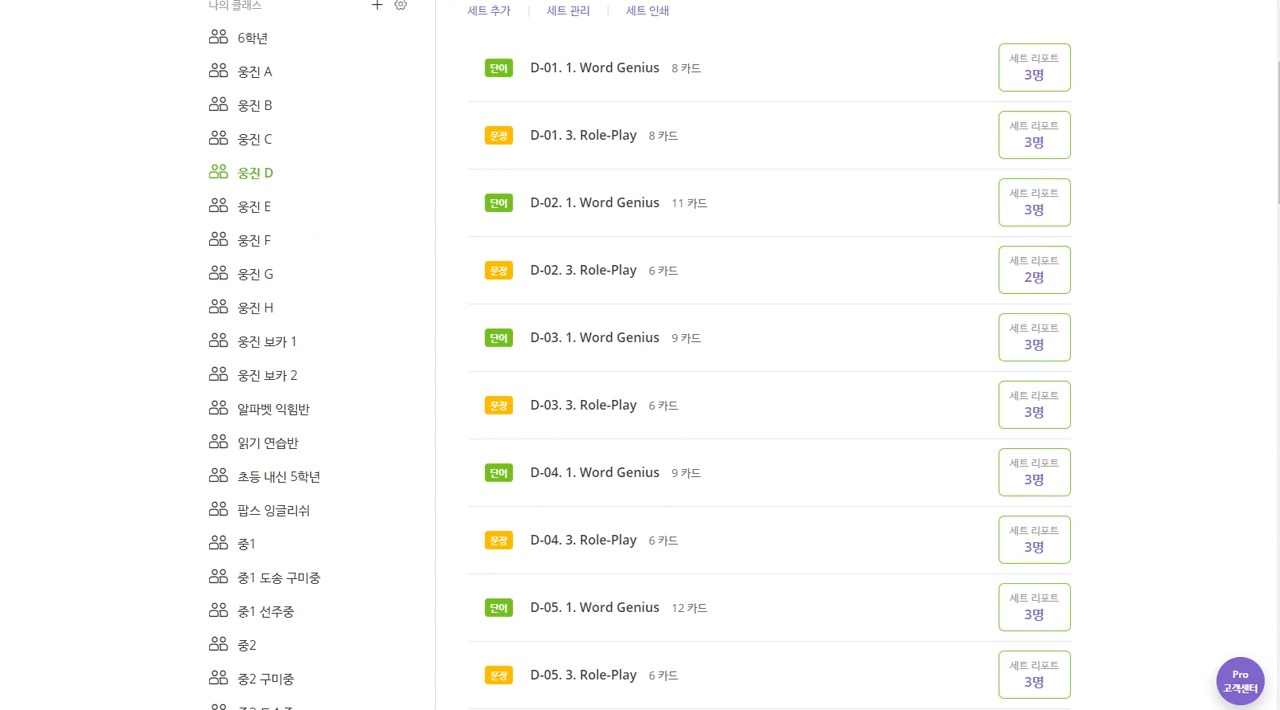 나의 클래스
6학년
웅진 A
웅진 B
웅진 C
웅진 D
웅진 E
웅진 F
웅진 G
웅진 H
웅진 보카 1
웅진 보카 2
알파벳 익힘반
읽기 연습반
초등 내신 5학년
팝스 잉글리쉬
중1
중1 도송 구미중
중1 선주중
중2
중2 구미중
세트 추가 | 세트 관리 | 세트 인쇄
단어 D-01. 1. Word Genius 8 카드
세트 리포트
3명
문장 D-01. 3. Role-Play 8 카드
세트 리포트
3명
단어 D-02. 1. Word Genius 11 카드
세트 리포트
3명
문장 D-02. 3. Role-Play 6 카드
세트 리포트
2명
단어 D-03. 1. Word Genius 9 카드
세트 리포트
3명
문장 D-03. 3. Role-Play 6 카드
세트 리포트
3명
단어 D-04. 1. Word Genius 9 카드
세트 리포트
3명
문장 D-04. 3. Role-Play 6 카드
세트 리포트
3명
단어 D-05. 1. Word Genius 12 카드
세트 리포트
3명
문장 D-05. 3. Role-Play 6 카드
세트 리포트
3명
Pro
고객센터